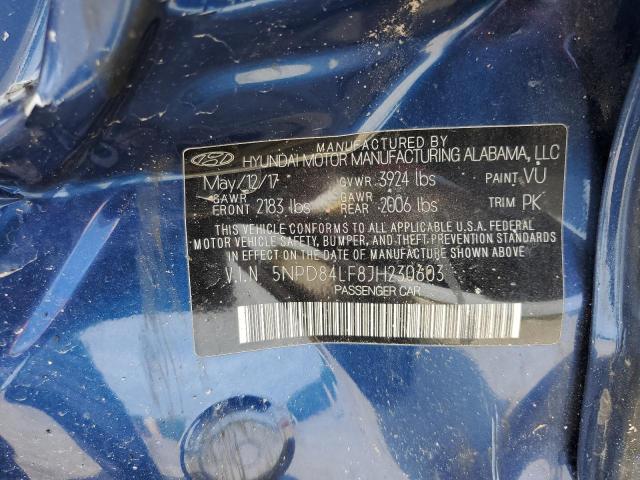 MANUFACTURED BY
HYUNDAI MOTOR MANUFACTURING ALABAMA, LLC
May/12/17 GVWR 3924 lbs PAINT VU
GAWR FRONT 2183 lbs GAWR REAR 2006 lbs TRIM PK
THIS VEHICLE CONFORMS TO ALL APPLICABLE U.S.A. FEDERAL
MOTOR VEHICLE SAFETY, BUMPER, AND THEFT PREVENTION STANDARDS
IN EFFECT ON THE DATE OF MANUFACTURE SHOWN ABOVE.
V.I.N 5NPD84LF8JH230603
PASSENGER CAR